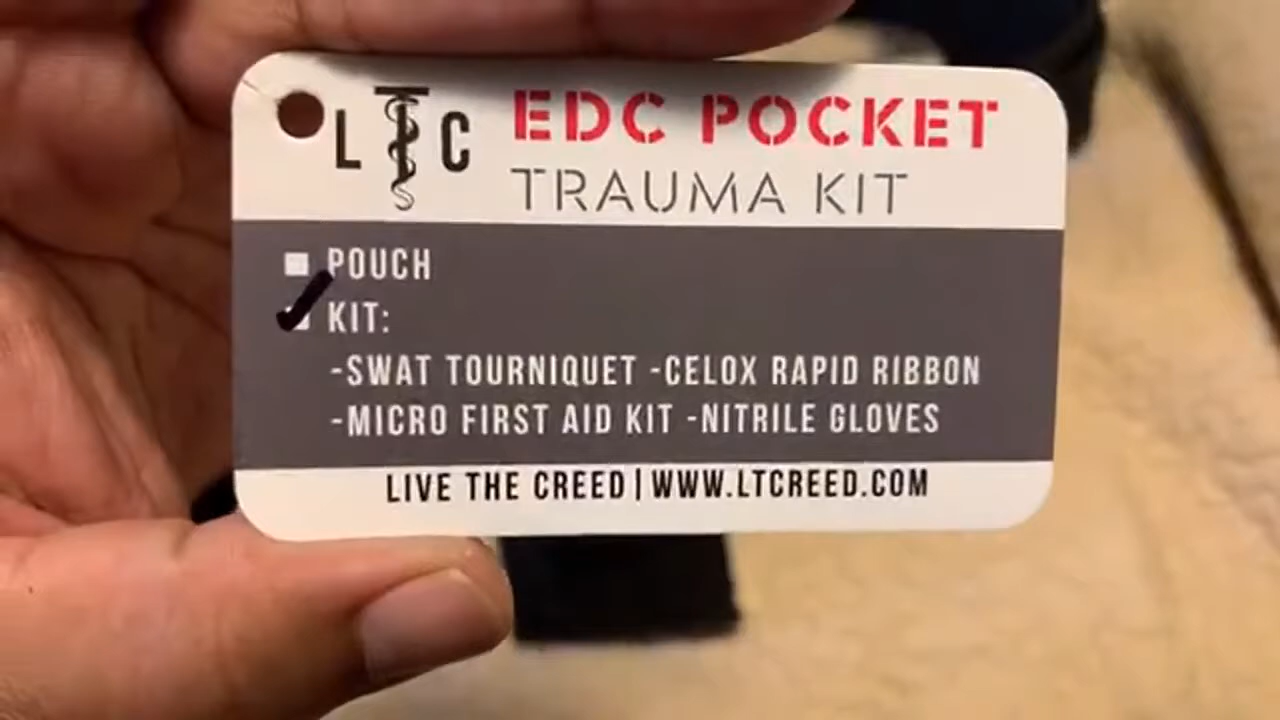 LTC EDC POCKET
TRAUMA KIT
POUCH
KIT:
-SWAT TOURNIQUET -CELOX RAPID RIBBON
-MICRO FIRST AID KIT -NITRILE GLOVES
LIVE THE CREED|WWW.LTCREED.COM